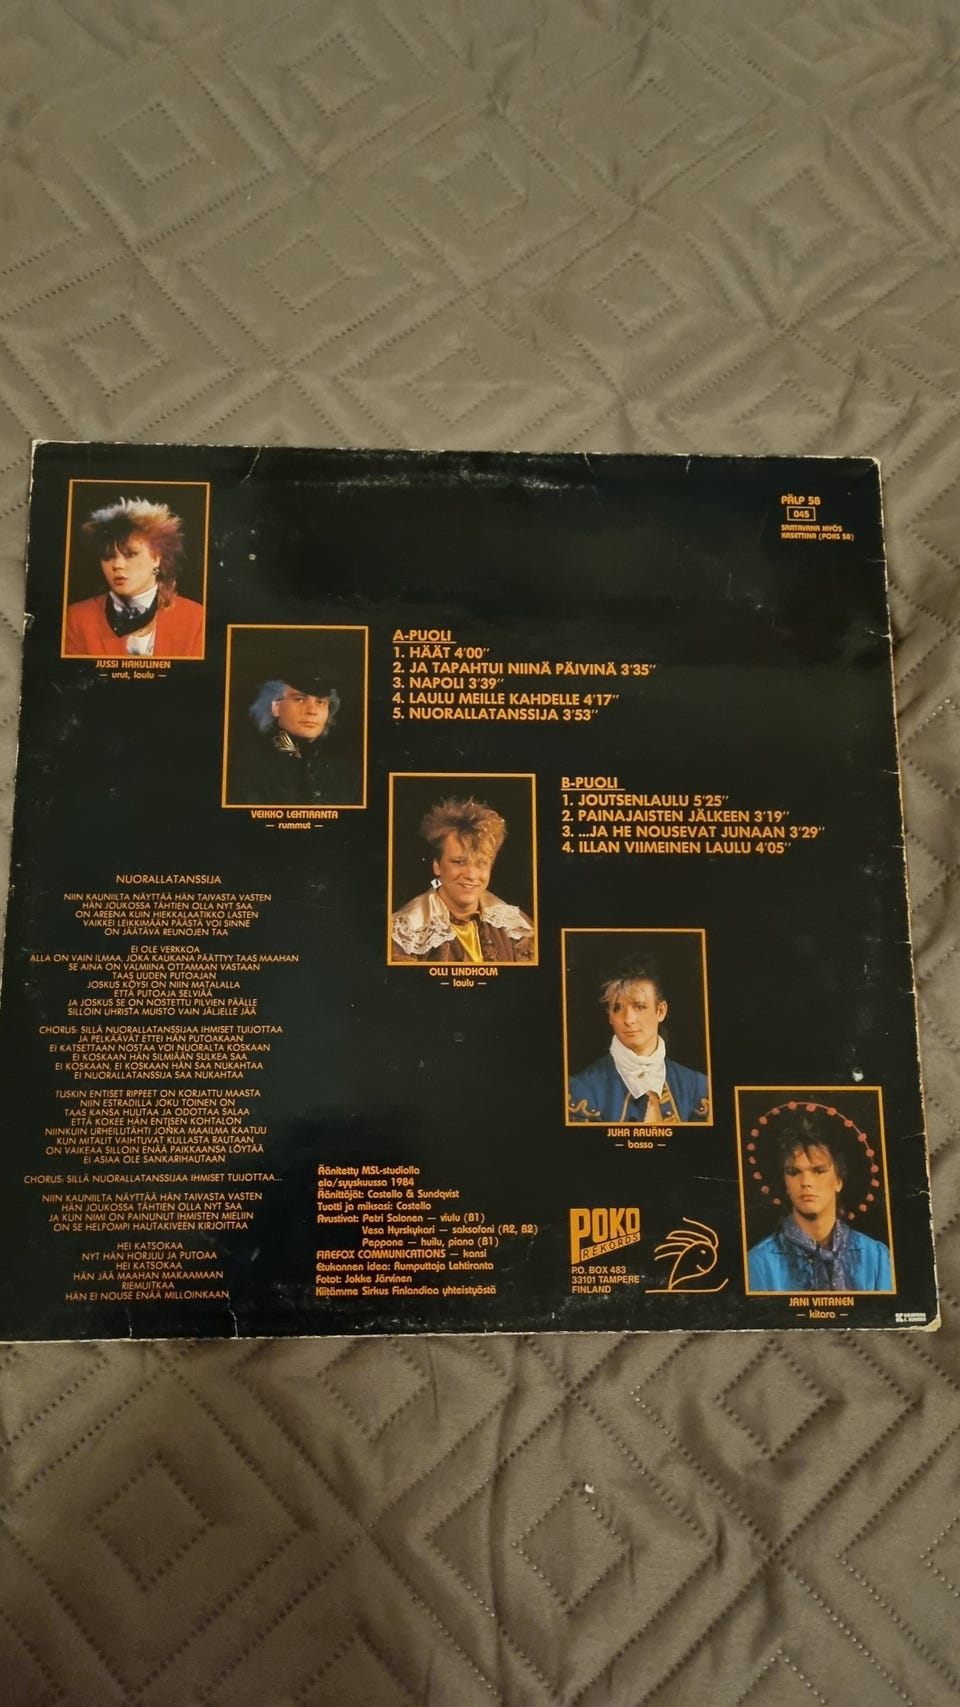 PÄLP 58
045
SAATAVANA MYÖS
KASETTINA (POKS 58)
JUSSI HAKULINEN
— urut, laulu —
VEIKKO LEHTIRANTA
— rummut —
OLLI LINDHOLM
— laulu —
JUHA RAUÄNG
— basso —
JANI VIITANEN
— kitara —
A-PUOLI
1. HÄÄT 4'00"
2. JA TAPAHTUI NIINÄ PÄIVINÄ 3'35"
3. NAPOLI 3'39"
4. LAULU MEILLE KAHDELLE 4'17"
5. NUORALLATANSSIJA 3'53"
B-PUOLI
1. JOUTSENLAULU 5'25"
2. PAINAJAISTEN JÄLKEEN 3'19"
3. ...JA HE NOUSEVAT JUNAAN 3'29"
4. ILLAN VIIMEINEN LAULU 4'05"
NUORALLATANSSIJA
NIIN KAUNIILTA NÄYTTÄÄ HÄN TAIVASTA VASTEN
HÄN JOUKOSSA TÄHTIEN OLLA NYT SAA
ON AREENA KUIN HIEKKALAATIKKO LASTEN
VAIKKEI LEIKKIMÄÄN PÄÄSTÄ VOI SINNE
ON JÄÄTÄVÄ REUNOJEN TAA
EI OLE VERKKOA
ALLA ON VAIN ILMAA, JOKA KAUKANA PÄÄTTYY TAAS MAAHAN
SE AINA ON VALMIINA OTTAMAAN VASTAAN
TAAS UUDEN PUTOAJAN
JOSKUS KÖYSI ON NIIN MATALALLA
ETTÄ PUTOAJA SELVIÄÄ
JA JOSKUS SE ON NOSTETTU PILVIEN PÄÄLLE
SILLOIN UHRISTA MUISTO VAIN JÄLJELLE JÄÄ
CHORUS: SILLÄ NUORALLATANSSIJAA IHMISET TUIJOTTAA
JA PELKÄÄVÄT ETTEI HÄN PUTOAKAAN
EI KATSETTAAN NOSTAA VOI NUORALTA KOSKAAN
EI KOSKAAN HÄN SILMIÄÄN SULKEA SAA
EI KOSKAAN, EI KOSKAAN HÄN SAA NUKAHTAA
EI NUORALLATANSSIJA SAA NUKAHTAA
TUSKIN ENTISET RIPPEET ON KORJATTU MAASTA
NIIN ESTRADILLA JOKU TOINEN ON
TAAS KANSA HUUTAA JA ODOTTAA SALAA
ETTÄ KOKEE HÄN ENTISEN KOHTALON
NIINKUIN URHEILUTÄHTI JONKA MAAILMA KAATUU
KUN MITALIT VAIHTUVAT KULLASTA RAUTAAN
ON VAIKEAA SILLOIN ENÄÄ PAIKKAANSA LÖYTÄÄ
EI ASIAA OLE SANKARIHAUTAAN
CHORUS: SILLÄ NUORALLATANSSIJAA IHMISET TUIJOTTAA...
NIIN KAUNIILTA NÄYTTÄÄ HÄN TAIVASTA VASTEN
HÄN JOUKOSSA TÄHTIEN OLLA NYT SAA
JA KUN NIMI ON PAINUNUT IHMISTEN MIELIIN
ON SE HELPOMPI HAUTAKIVEEN KIRJOITTAA
HEI KATSOKAA
NYT HÄN HORJUU JA PUTOAA
HEI KATSOKAA
HÄN JÄÄ MAAHAN MAKAAMAAN
RIEMUITKAA
HÄN EI NOUSE ENÄÄ MILLOINKAAN
Äänitetty MSL-studiolla
elo/syyskuussa 1984
Äänittäjät: Costello & Sundqvist
Tuotti ja miksasi: Costello
Avustivat: Petri Salonen — viulu (B1)
Vesa Hyrskykari — saksofoni (A2, B2)
Peppone — huilu, piano (B1)
FIREFOX COMMUNICATIONS — kansi
Etukannen idea: Rumputtaja Lehtiranta
Fotot: Jokke Järvinen
Kiitämme Sirkus Finlandiaa yhteistyöstä
POKO
RECORDS
P.O. BOX 483
33101 TAMPERE
FINLAND